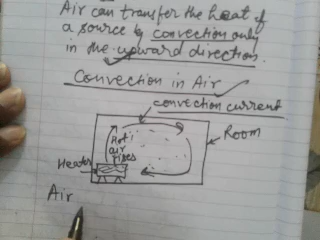 Air can transfer the heat of
a source by convection only
in the upward direction.
Convection in Air
convection current
Room
Hot
air
rises
Heater
Air